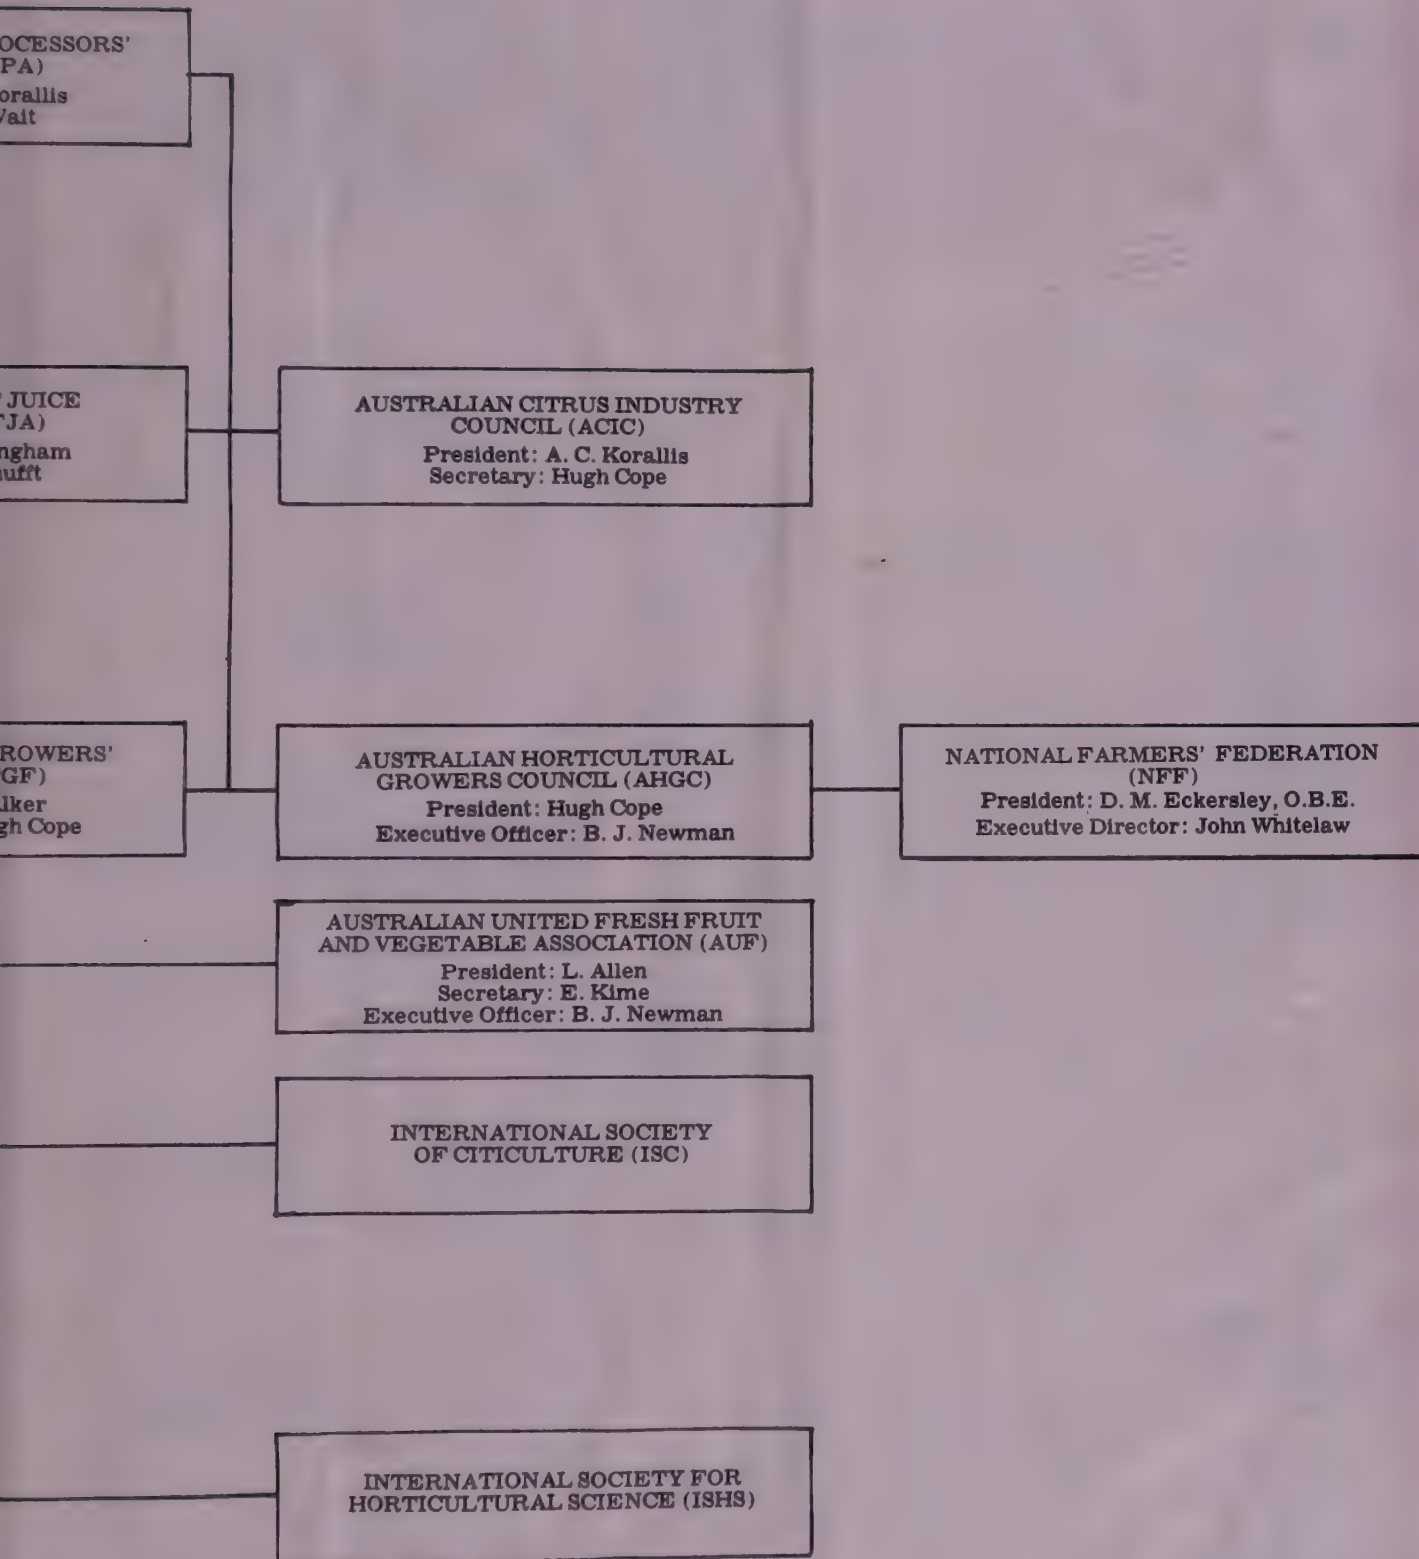 OCESSORS'
PA)
orallis
Wait
JUICE
JA)
ngham
ufft
AUSTRALIAN CITRUS INDUSTRY
COUNCIL (ACIC)
President: A. C. Korallis
Secretary: Hugh Cope
ROWERS'
GF)
lker
gh Cope
AUSTRALIAN HORTICULTURAL
GROWERS COUNCIL (AHGC)
President: Hugh Cope
Executive Officer: B. J. Newman
NATIONAL FARMERS' FEDERATION
(NFF)
President: D. M. Eckersley, O.B.E.
Executive Director: John Whitelaw
AUSTRALIAN UNITED FRESH FRUIT
AND VEGETABLE ASSOCIATION (AUF)
President: L. Allen
Secretary: E. Kime
Executive Officer: B. J. Newman
INTERNATIONAL SOCIETY
OF CITICULTURE (ISC)
INTERNATIONAL SOCIETY FOR
HORTICULTURAL SCIENCE (ISHS)